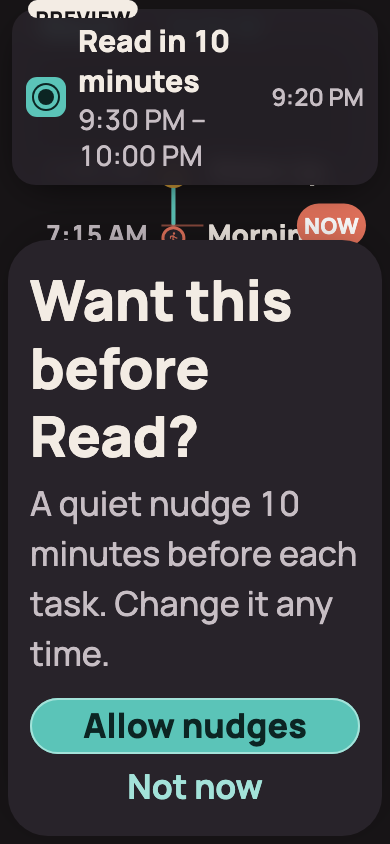 PREVIEW
Read in 10
minutes
9:20 PM
9:30 PM –
10:00 PM
7:15 AM
NOW
Want this
before
Read?
A quiet nudge 10
minutes before each
task. Change it any
time.
Allow nudges
Not now